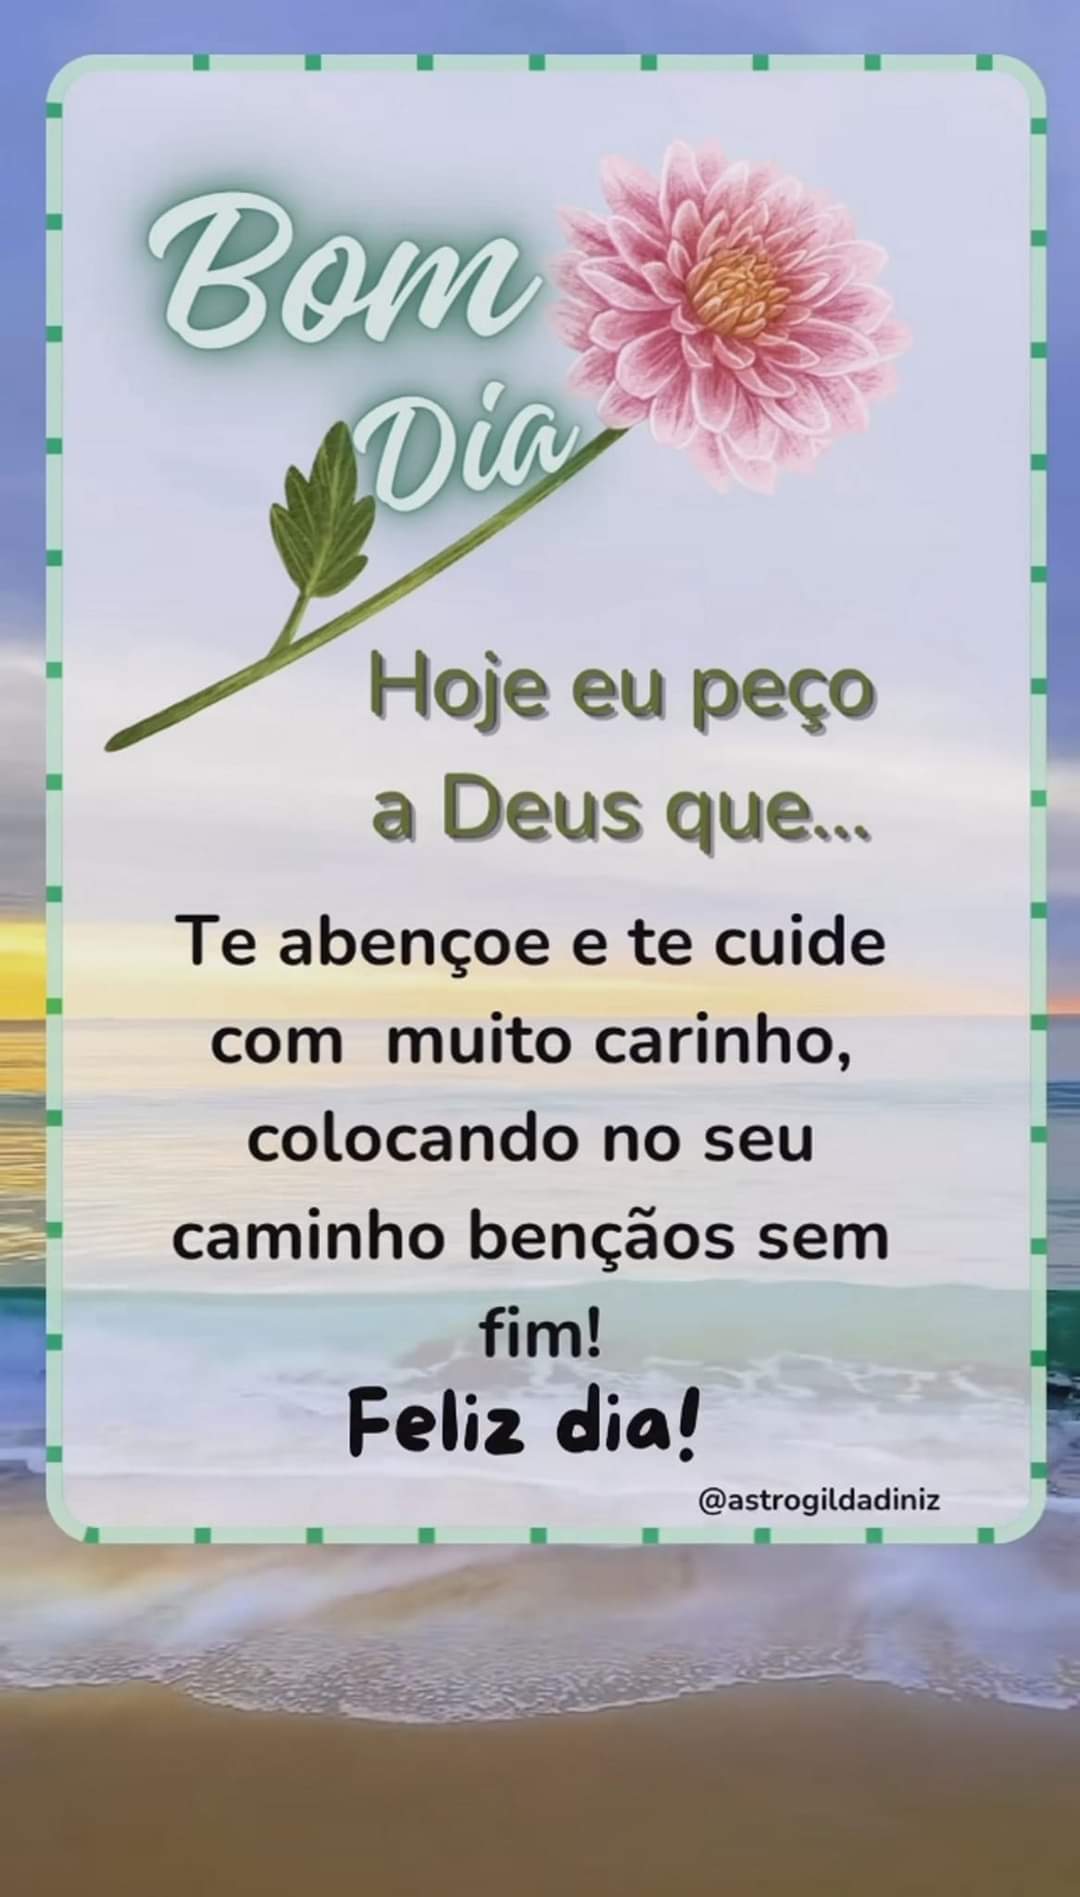 Bom
Dia
Hoje eu peço
a Deus que...
Te abençoe e te cuide
com muito carinho,
colocando no seu
caminho bençãos sem
fim!
Feliz dia!
@astrogildadiniz